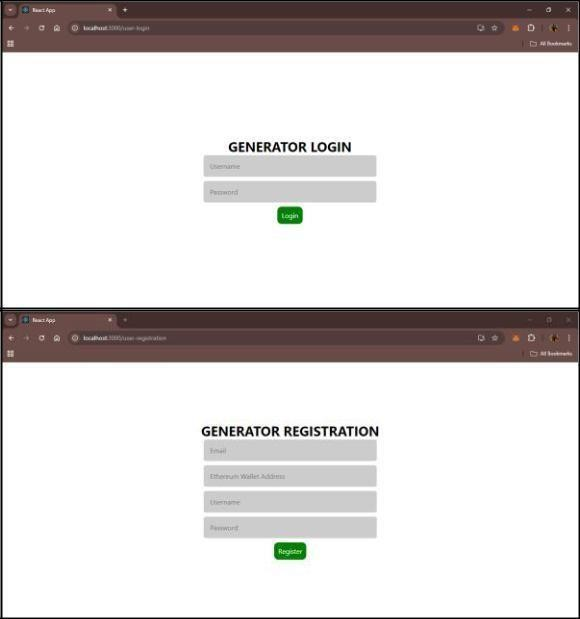 React App
localhost:3000/user-login
All Bookmarks
GENERATOR LOGIN
Username
Password
Login
React App
localhost:3000/user-registration
All Bookmarks
GENERATOR REGISTRATION
Email
Ethereum Wallet Address
Username
Password
Register